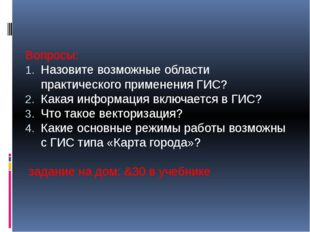 Вопросы:
1. Назовите возможные области
практического применения ГИС?
2. Какая информация включается в ГИС?
3. Что такое векторизация?
4. Какие основные режимы работы возможны
с ГИС типа «Карта города»?
задание на дом: &30 в учебнике